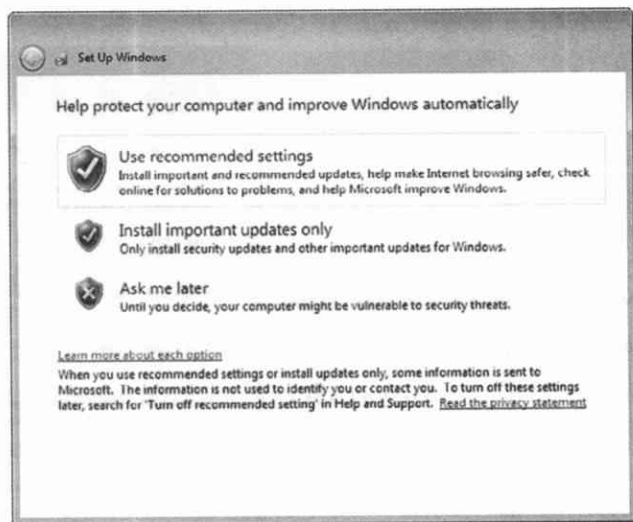 Set Up Windows
Help protect your computer and improve Windows automatically
Use recommended settings
Install important and recommended updates, help make Internet browsing safer, check
online for solutions to problems, and help Microsoft improve Windows.
Install important updates only
Only install security updates and other important updates for Windows.
Ask me later
Until you decide, your computer might be vulnerable to security threats.
Learn more about each option
When you use recommended settings or install updates only, some information is sent to
Microsoft. The information is not used to identify you or contact you. To turn off these settings
later, search for 'Turn off recommended setting' in Help and Support. Read the privacy statement